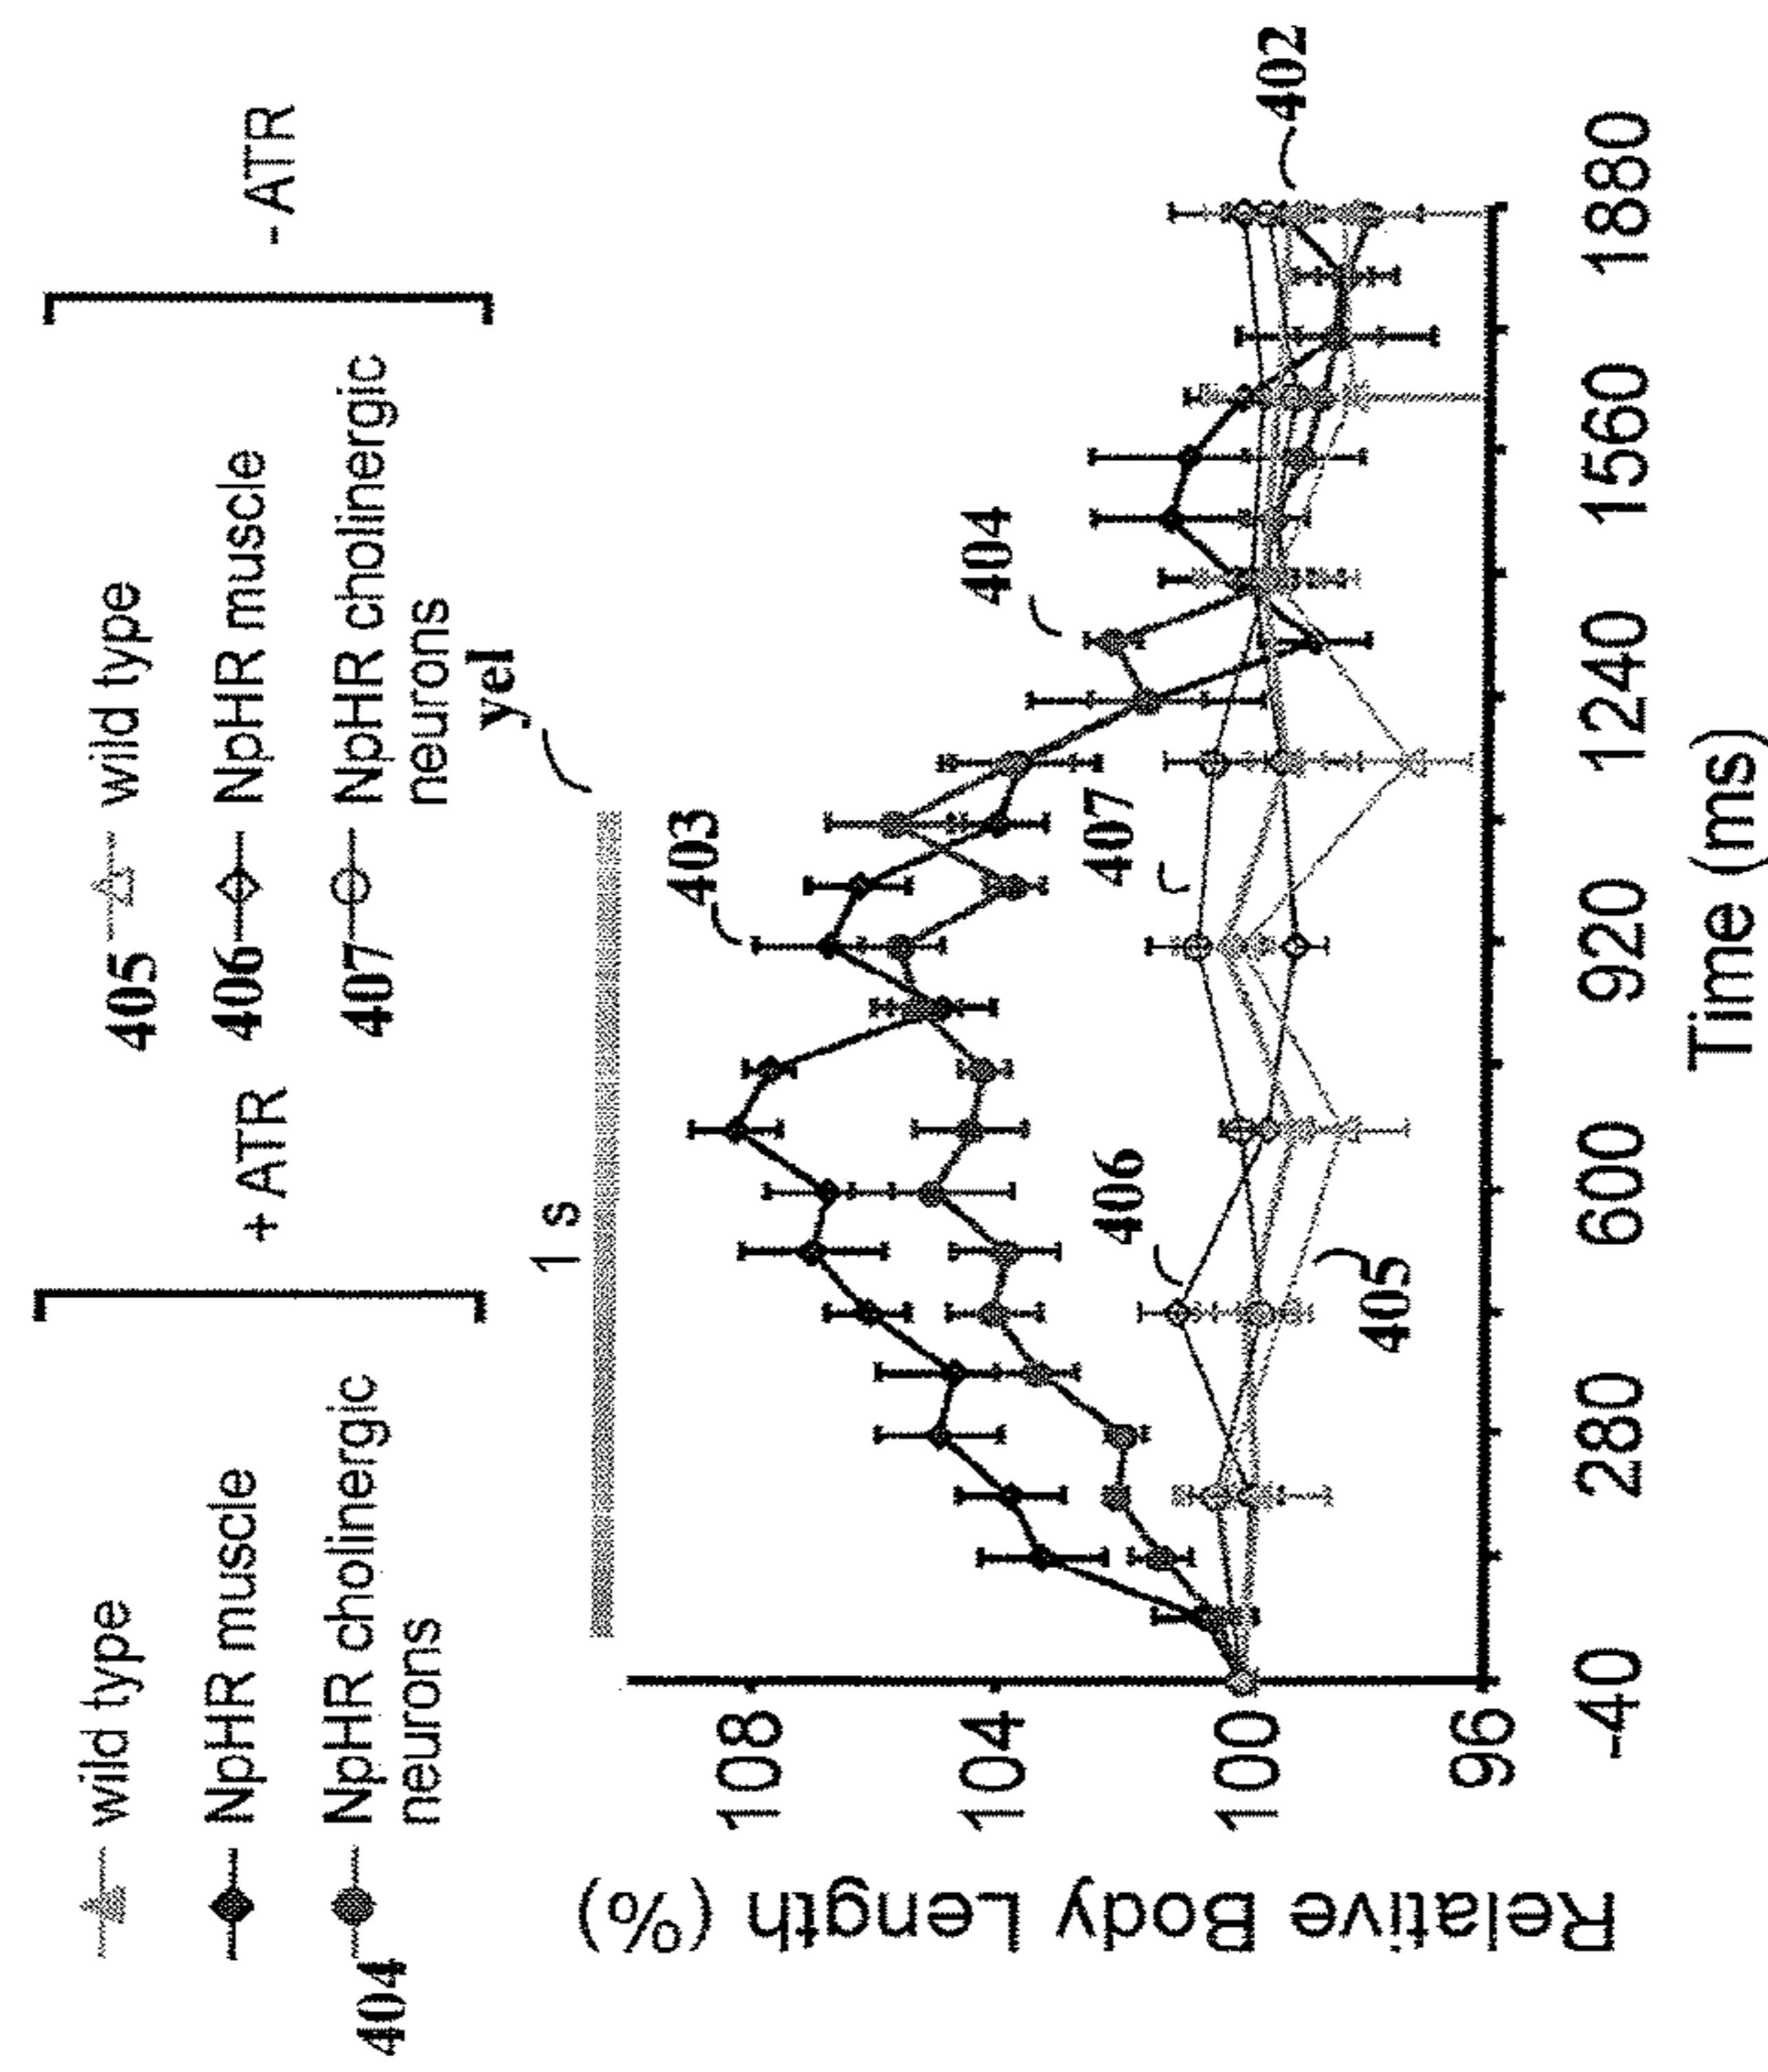 wild type
NpHR muscle
404 NpHR cholinergic
neurons
+ ATR
405 wild type
406 NpHR muscle
407 NpHR cholinergic
neurons
- ATR
1 s
yel
403
404
406
407
405
402
Relative Body Length (%)
108
104
100
96
-40 280 600 920 1240 1560 1880
Time (ms)